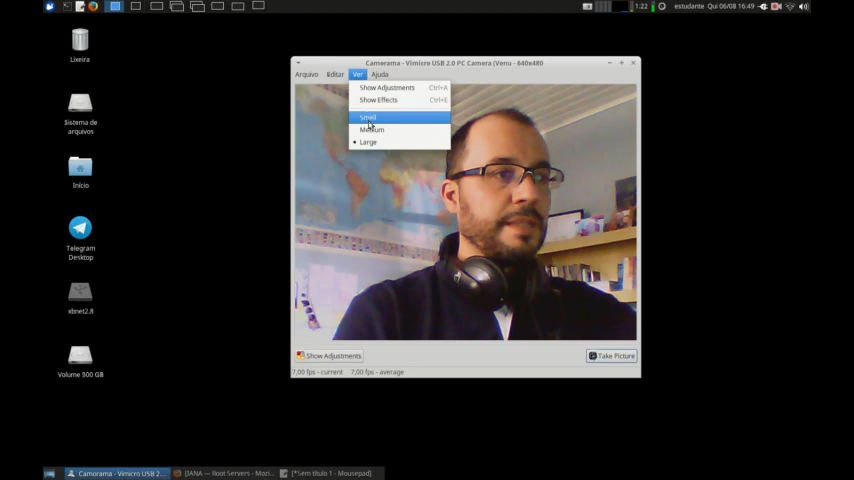 1:22
estudante Qui 06/08 16:49
Lixeira
Sistema de
arquivos
Início
Telegram
Desktop
xbnet2.8
Volume 500 GB
Camorama - Vimicro USB 2.0 PC Camera (Venu - 640x480
Arquivo Editar Ver Ajuda
Show Adjustments Ctrl+A
Show Effects Ctrl+E
Small
Medium
Large
Show Adjustments
Take Picture
7,00 fps - current 7,00 fps - average
Camorama - Vimicro USB 2....
[IANA — Root Servers - Mozi...
[*Sem título 1 - Mousepad]